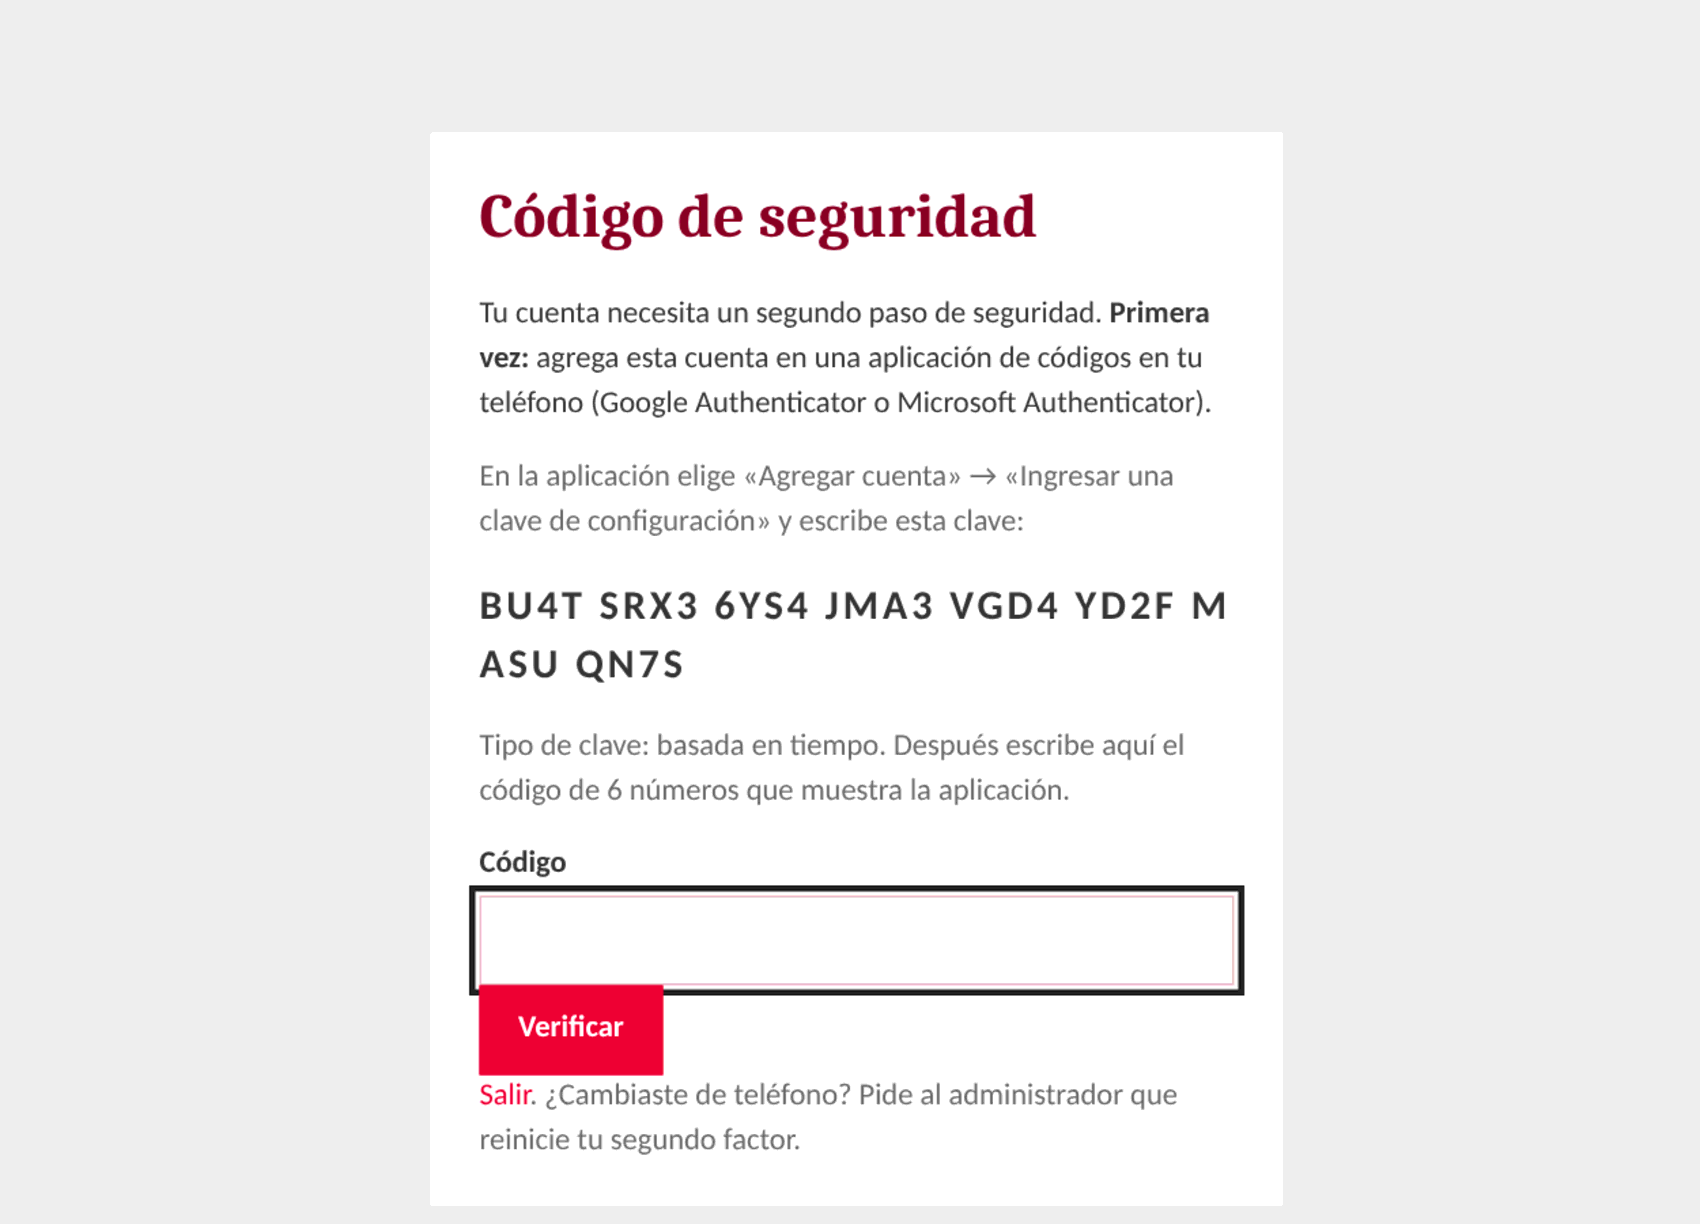 Código de seguridad
Tu cuenta necesita un segundo paso de seguridad. Primera
vez: agrega esta cuenta en una aplicación de códigos en tu
teléfono (Google Authenticator o Microsoft Authenticator).
En la aplicación elige «Agregar cuenta» → «Ingresar una
clave de configuración» y escribe esta clave:
BU4T SRX3 6YS4 JMA3 VGD4 YD2F M
ASU QN7S
Tipo de clave: basada en tiempo. Después escribe aquí el
código de 6 números que muestra la aplicación.
Código
Verificar
Salir. ¿Cambiaste de teléfono? Pide al administrador que
reinicie tu segundo factor.